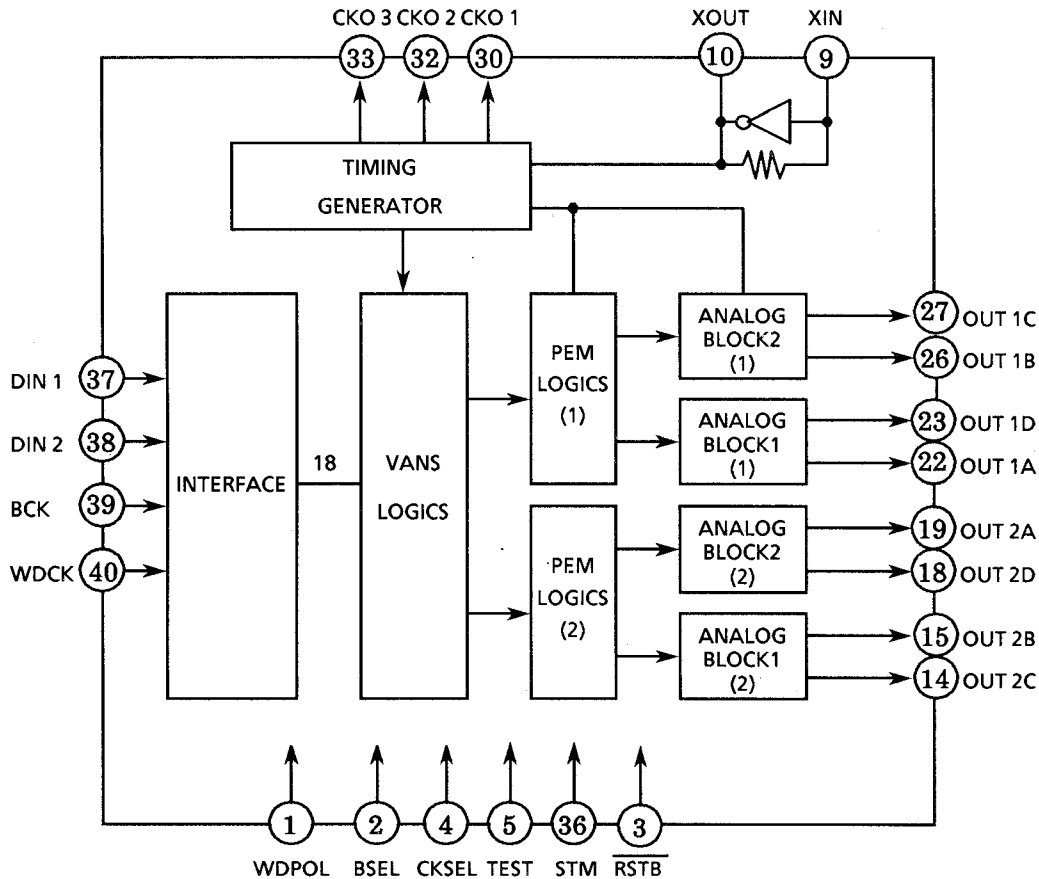 CKO 3 CKO 2 CKO 1 XOUT XIN
33 32 30 10 9
TIMING
GENERATOR
INTERFACE
18
VANS
LOGICS
PEM
LOGICS
(1)
PEM
LOGICS
(2)
ANALOG
BLOCK2
(1)
ANALOG
BLOCK1
(1)
ANALOG
BLOCK2
(2)
ANALOG
BLOCK1
(2)
DIN 1 37
DIN 2 38
BCK 39
WDCK 40
27 OUT 1C
26 OUT 1B
23 OUT 1D
22 OUT 1A
19 OUT 2A
18 OUT 2D
15 OUT 2B
14 OUT 2C
1 2 4 5 36 3
WDPOL BSEL CKSEL TEST STM RSTB